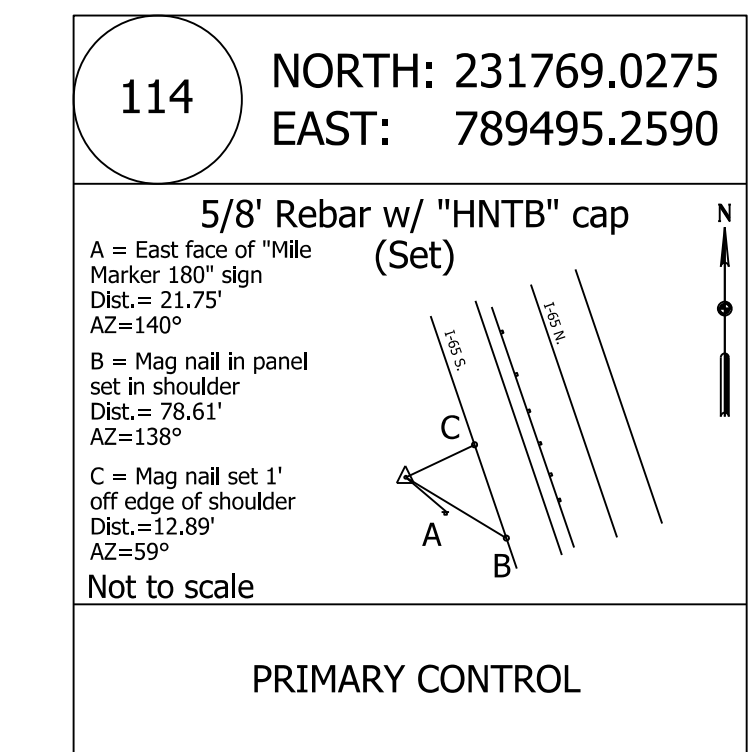 114
NORTH: 231769.0275
EAST: 789495.2590
5/8' Rebar w/ "HNTB" cap
(Set)
N
A = East face of "Mile
Marker 180" sign
Dist.= 21.75'
AZ=140°
B = Mag nail in panel
set in shoulder
Dist.= 78.61'
AZ=138°
C = Mag nail set 1'
off edge of shoulder
Dist.=12.89'
AZ=59°
Not to scale
I-65 S.
I-65 N.
C
A
B
PRIMARY CONTROL